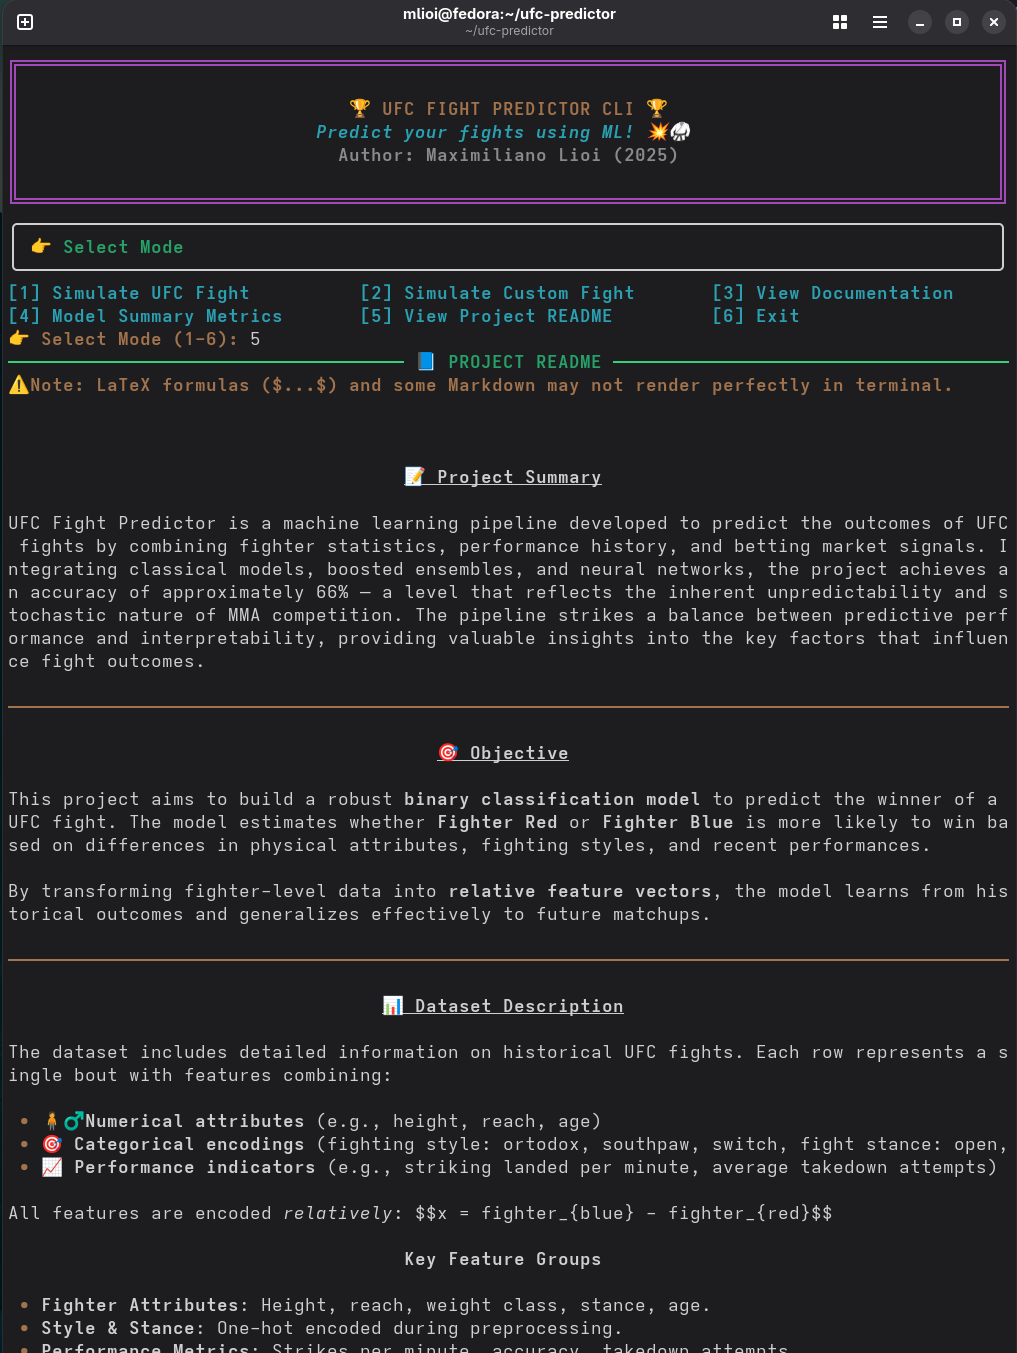 mlioi@fedora:~/ufc-predictor
~/ufc-predictor
🏆 UFC FIGHT PREDICTOR CLI 🏆
Predict your fights using ML! 💥🥋
Author: Maximiliano Lioi (2025)
👉 Select Mode
[1] Simulate UFC Fight [2] Simulate Custom Fight [3] View Documentation
[4] Model Summary Metrics [5] View Project README [6] Exit
👉 Select Mode (1-6): 5
📘 PROJECT README
⚠️Note: LaTeX formulas ($...$) and some Markdown may not render perfectly in terminal.
📝 Project Summary
UFC Fight Predictor is a machine learning pipeline developed to predict the outcomes of UFC
fights by combining fighter statistics, performance history, and betting market signals. I
ntegrating classical models, boosted ensembles, and neural networks, the project achieves a
n accuracy of approximately 66% — a level that reflects the inherent unpredictability and s
tochastic nature of MMA competition. The pipeline strikes a balance between predictive perf
ormance and interpretability, providing valuable insights into the key factors that influen
ce fight outcomes.
🎯 Objective
This project aims to build a robust binary classification model to predict the winner of a
UFC fight. The model estimates whether Fighter Red or Fighter Blue is more likely to win ba
sed on differences in physical attributes, fighting styles, and recent performances.
By transforming fighter-level data into relative feature vectors, the model learns from his
torical outcomes and generalizes effectively to future matchups.
📊 Dataset Description
The dataset includes detailed information on historical UFC fights. Each row represents a s
ingle bout with features combining:
• 🧍♂Numerical attributes (e.g., height, reach, age)
• 🎯 Categorical encodings (fighting style: ortodox, southpaw, switch, fight stance: open,
• 📈 Performance indicators (e.g., striking landed per minute, average takedown attempts)
All features are encoded relatively: $$x = fighter_{blue} - fighter_{red}$$
Key Feature Groups
• Fighter Attributes: Height, reach, weight class, stance, age.
• Style & Stance: One-hot encoded during preprocessing.
• Performance Metrics: Strikes per minute, accuracy, takedown attempts